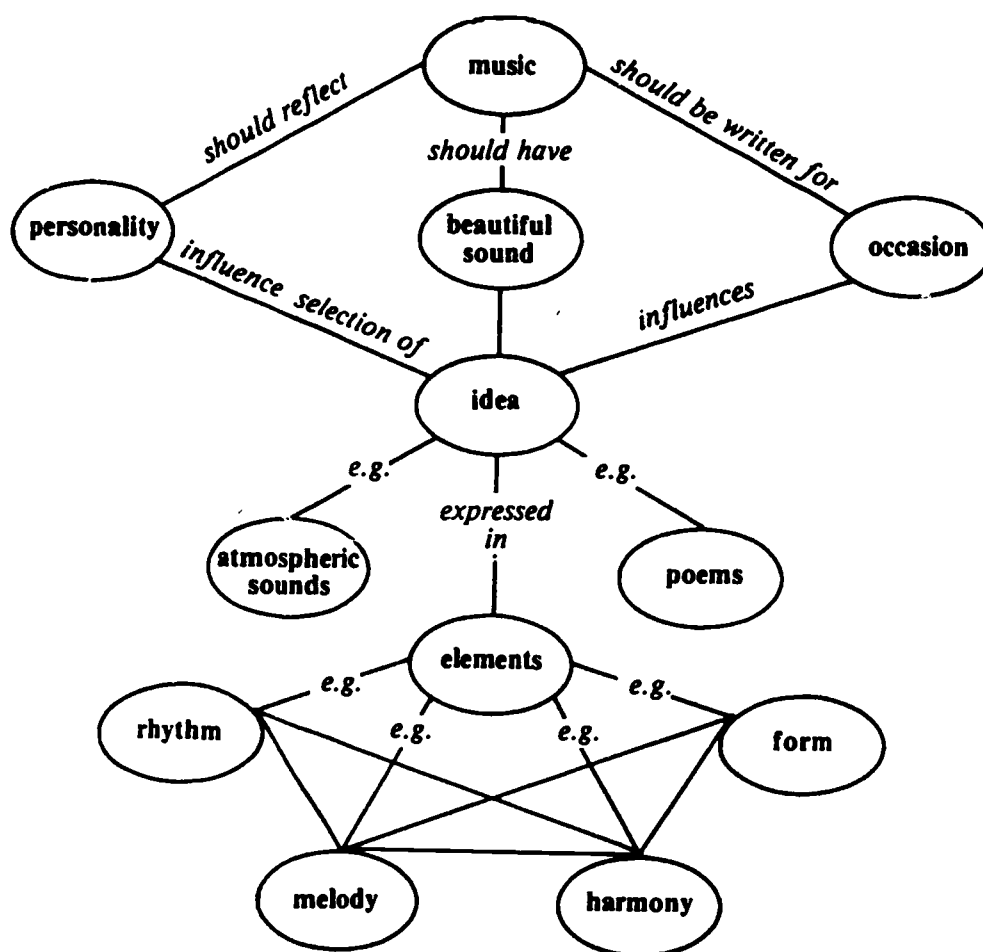 music
should reflect
should be written for
should have
personality
beautiful
sound
occasion
influence selection of
influences
idea
e.g.
e.g.
expressed
in
atmospheric
sounds
poems
elements
e.g.
e.g.
e.g.
e.g.
rhythm
form
melody
harmony